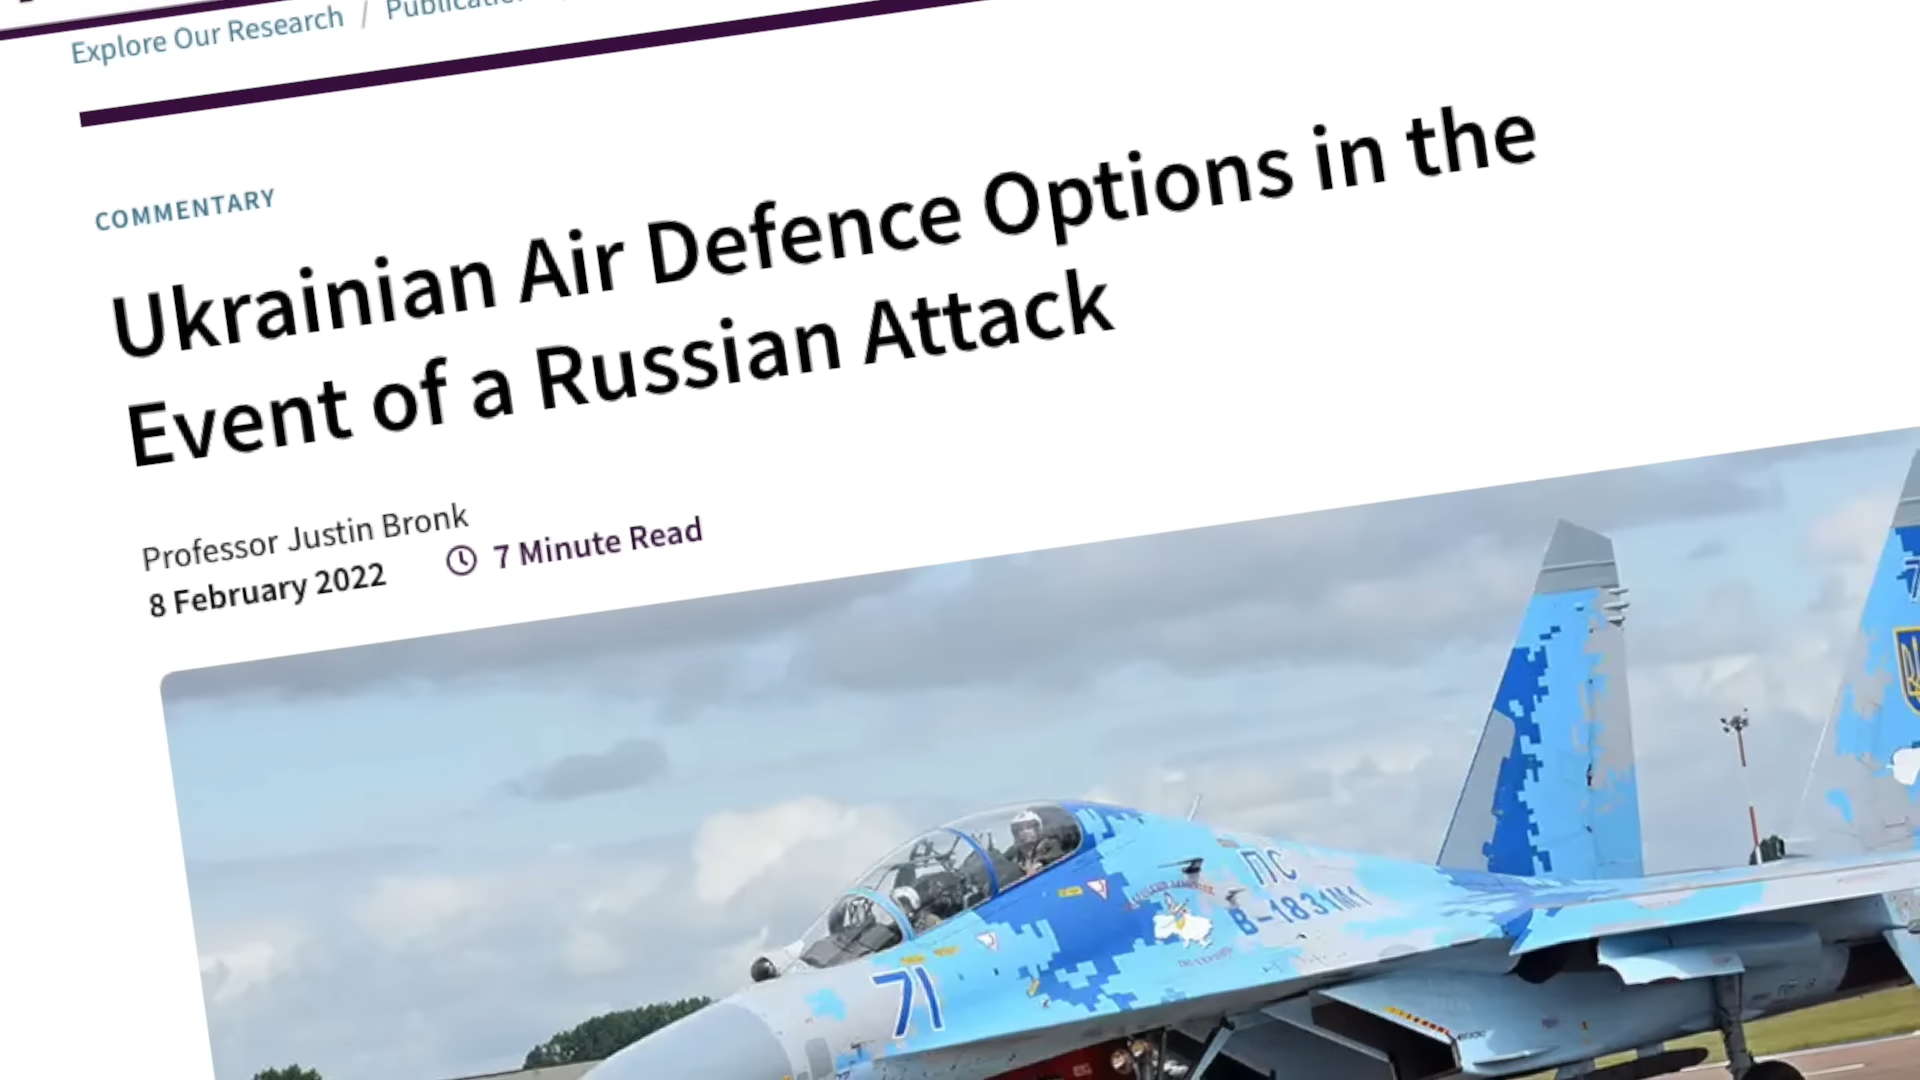 Explore Our Research /
COMMENTARY
Ukrainian Air Defence Options in the
Event of a Russian Attack
Professor Justin Bronk
8 February 2022
7 Minute Read
ПС
В-1831М1
71